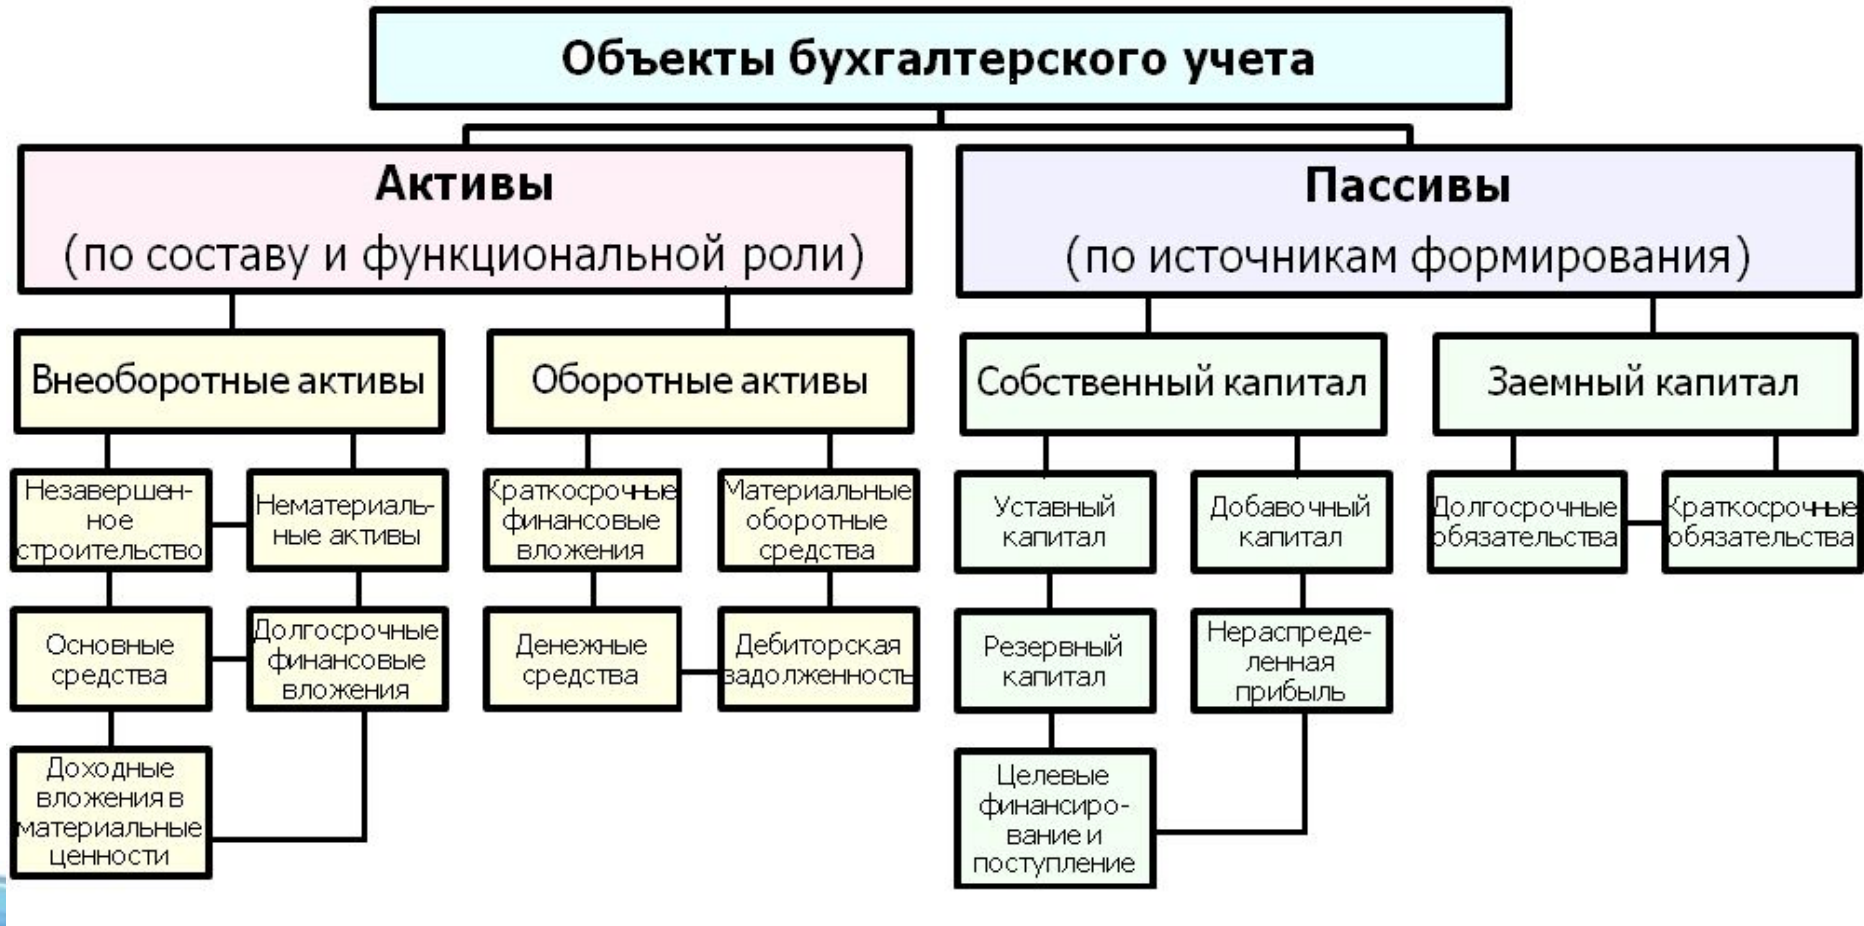 Объекты бухгалтерского учета
Активы
(по составу и функциональной роли)
Пассивы
(по источникам формирования)
Внеоборотные активы
Оборотные активы
Собственный капитал
Заемный капитал
Незавершен-
ное
строительство
Нематериаль-
ные активы
Краткосрочные
финансовые
вложения
Материальные
оборотные
средства
Уставный
капитал
Добавочный
капитал
Долгосрочные
обязательства
Краткосрочные
обязательства
Основные
средства
Долгосрочные
финансовые
вложения
Денежные
средства
Дебиторская
задолженность
Резервный
капитал
Нераспреде-
ленная
прибыль
Доходные
вложения в
материальные
ценности
Целевые
финансиро-
вание и
поступление